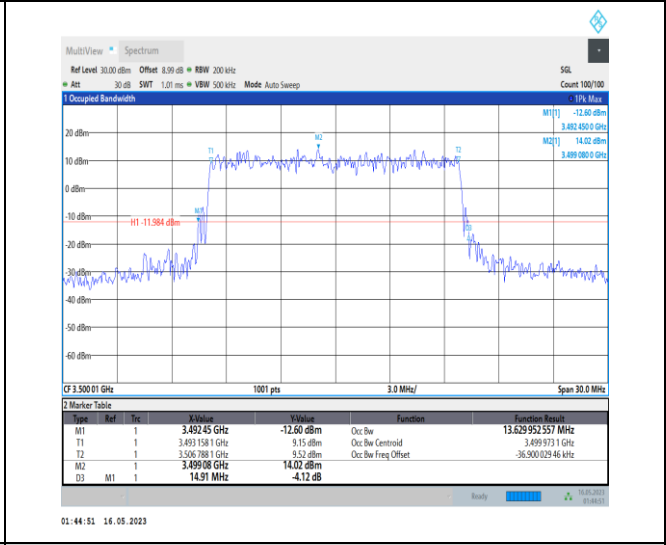 MultiView Spectrum
Ref Level 30.00 dBm Offset 8.99 dB RBW 200 kHz SGL
Att 30 dB SWT 1.01 ms VBW 500 kHz Mode Auto Sweep Count 100/100
1 Occupied Bandwidth 1Pk Max
M1[1] -12.60 dBm
3.492 450 0 GHz
M2[1] 14.02 dBm
3.499 080 0 GHz
20 dBm
M2
T1 T2
10 dBm
0 dBm
-10 dBm M1
H1 -11.984 dBm
D3
-20 dBm
-30 dBm
-40 dBm
-50 dBm
-60 dBm
CF 3.500 01 GHz 1001 pts 3.0 MHz/ Span 30.0 MHz
2 Marker Table
Type Ref Trc X-Value Y-Value Function Function Result
M1 1 3.492 45 GHz -12.60 dBm Occ Bw 13.629 952 557 MHz
T1 1 3.493 158 1 GHz 9.15 dBm Occ Bw Centroid 3.499 973 1 GHz
T2 1 3.506 788 1 GHz 9.52 dBm Occ Bw Freq Offset -36.900 029 46 kHz
M2 1 3.499 08 GHz 14.02 dBm
D3 M1 1 14.91 MHz -4.12 dB
Ready 16.05.2023
01:44:51
01:44:51 16.05.2023